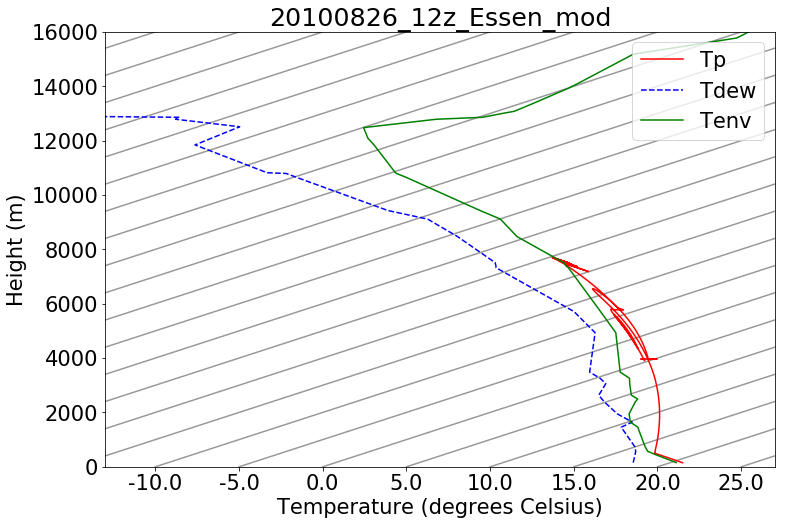 20100826_12z_Essen_mod
16000
14000
12000
10000
8000
6000
4000
2000
0
Height (m)
Tp
Tdew
Tenv
-10.0 -5.0 0.0 5.0 10.0 15.0 20.0 25.0
Temperature (degrees Celsius)